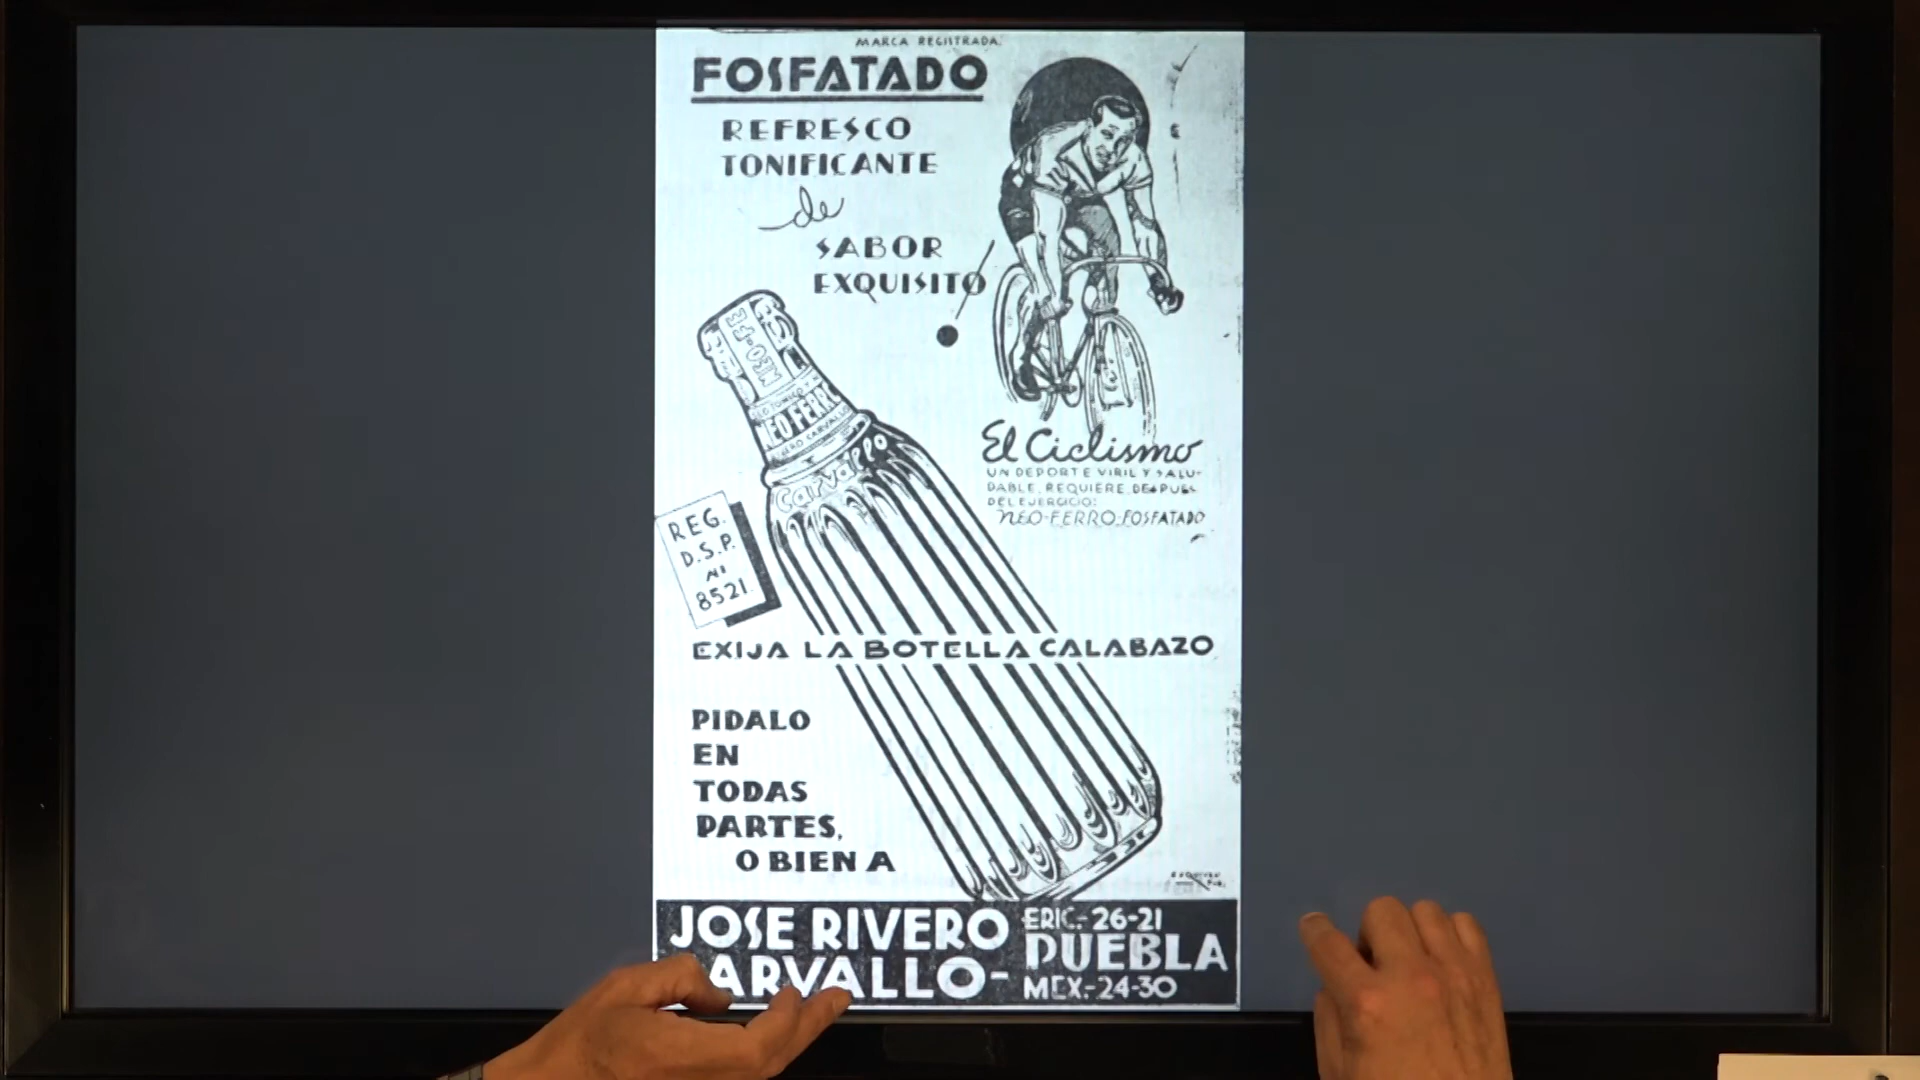 MARCA REGISTRADA.
FOSFATADO
REFRESCO
TONIFICANTE
de
SABOR
EXQUISITO
NEO-FE
NEO-FERRO
RIVERO CARVALLO
Carvallo
El Ciclismo
UN DEPORTE VIRIL Y SALU-
DABLE, REQUIERE DESPUES
DEL EJERCICIO:
NEO-FERRO-FOSFATADO
REG.
D.S.P.
8521.
EXIJA LA BOTELLA CALABAZO
PIDALO
EN
TODAS
PARTES,
O BIEN A
JOSE RIVERO
ARVALLO-
ERIC.- 26-21
PUEBLA
MEX.- 24-30